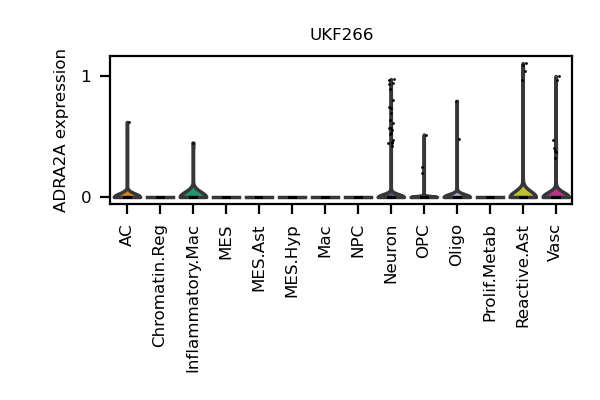 UKF266
ADRA2A expression
1
0
AC
Chromatin.Reg
Inflammatory.Mac
MES
MES.Ast
MES.Hyp
Mac
NPC
Neuron
OPC
Oligo
Prolif.Metab
Reactive.Ast
Vasc